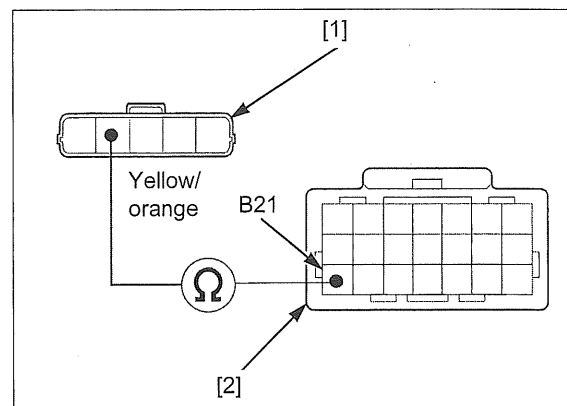 [1]
Yellow/
orange
B21
Ω
[2]